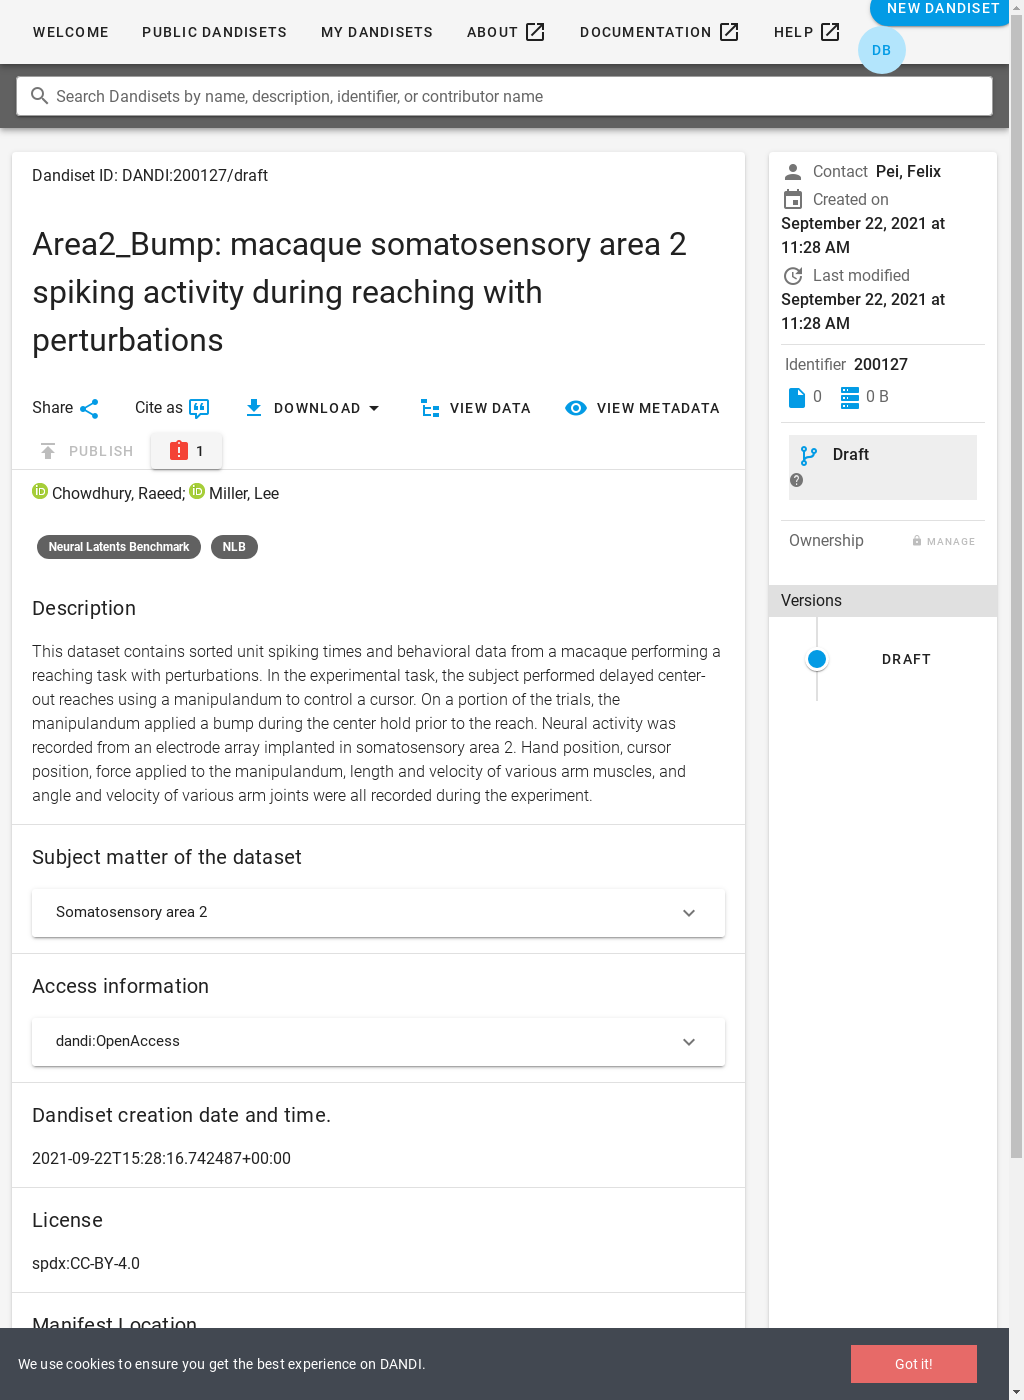 WELCOME PUBLIC DANDISETS MY DANDISETS ABOUT DOCUMENTATION HELP NEW DANDISET
DB
Search Dandisets by name, description, identifier, or contributor name
Dandiset ID: DANDI:200127/draft
Area2_Bump: macaque somatosensory area 2
spiking activity during reaching with
perturbations
Share Cite as DOWNLOAD VIEW DATA VIEW METADATA
PUBLISH 1
Chowdhury, Raeed; Miller, Lee
Neural Latents Benchmark NLB
Description
This dataset contains sorted unit spiking times and behavioral data from a macaque performing a
reaching task with perturbations. In the experimental task, the subject performed delayed center-
out reaches using a manipulandum to control a cursor. On a portion of the trials, the
manipulandum applied a bump during the center hold prior to the reach. Neural activity was
recorded from an electrode array implanted in somatosensory area 2. Hand position, cursor
position, force applied to the manipulandum, length and velocity of various arm muscles, and
angle and velocity of various arm joints were all recorded during the experiment.
Subject matter of the dataset
Somatosensory area 2
Access information
dandi:OpenAccess
Dandiset creation date and time.
2021-09-22T15:28:16.742487+00:00
License
spdx:CC-BY-4.0
Manifest Location
Contact Pei, Felix
Created on
September 22, 2021 at
11:28 AM
Last modified
September 22, 2021 at
11:28 AM
Identifier 200127
0 0 B
Draft
Ownership MANAGE
Versions
DRAFT
We use cookies to ensure you get the best experience on DANDI.
Got it!